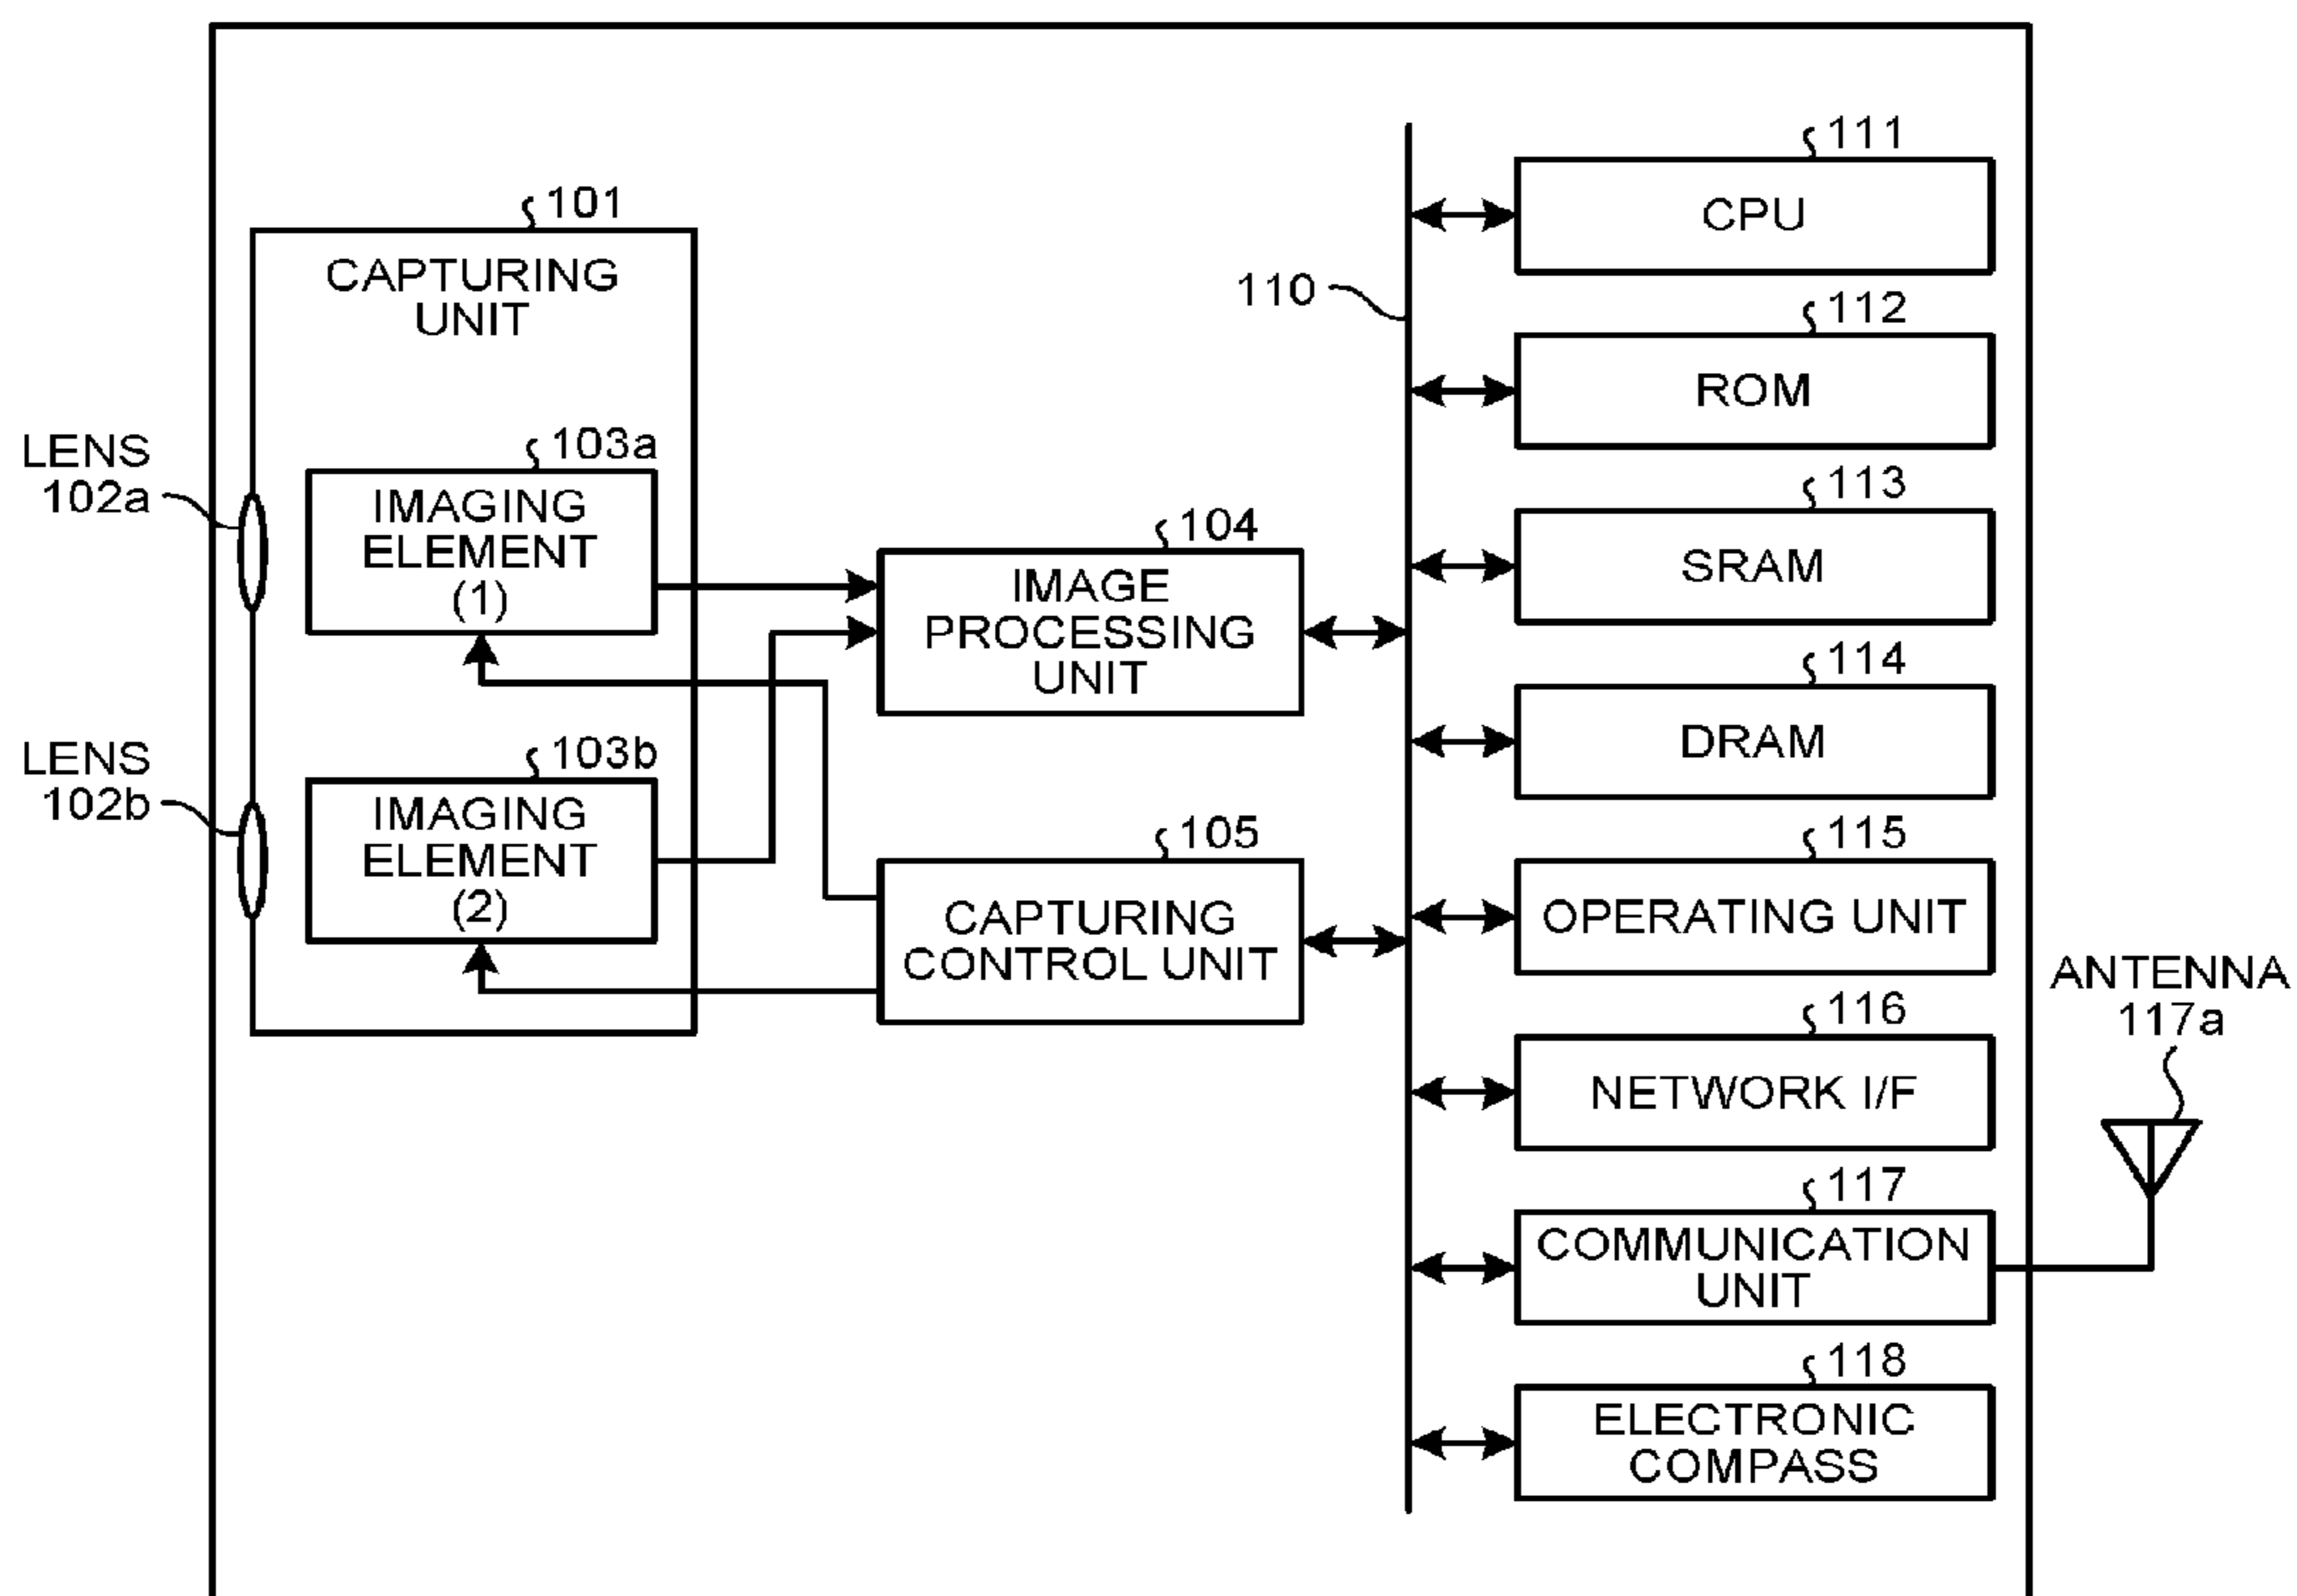 101
CAPTURING
UNIT
LENS
102a
103a
IMAGING
ELEMENT
(1)
LENS
102b
103b
IMAGING
ELEMENT
(2)
104
IMAGE
PROCESSING
UNIT
105
CAPTURING
CONTROL UNIT
110
111
CPU
112
ROM
113
SRAM
114
DRAM
115
OPERATING UNIT
116
NETWORK I/F
117
COMMUNICATION
UNIT
ANTENNA
117a
118
ELECTRONIC
COMPASS